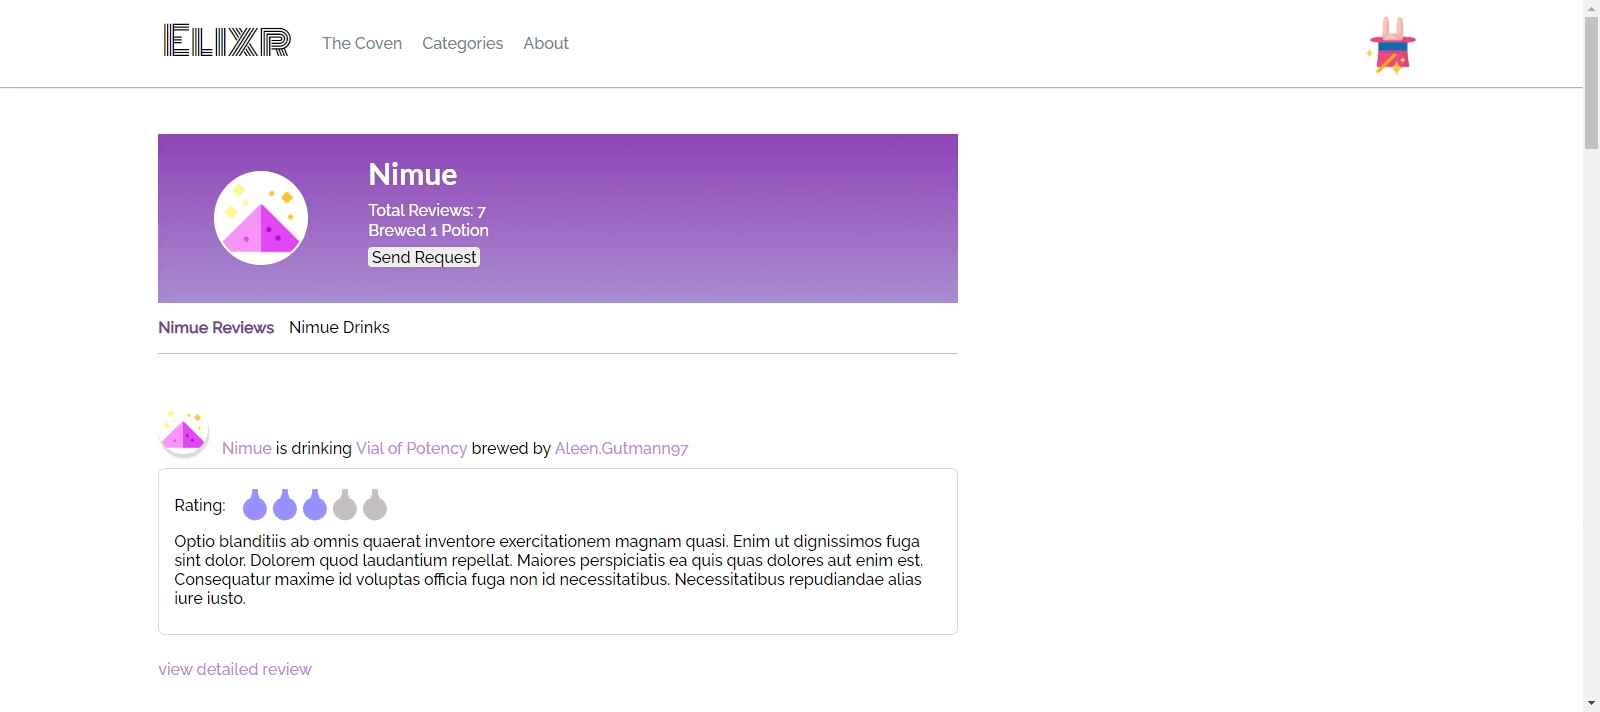 Elixr
The Coven Categories About
Nimue
Total Reviews: 7
Brewed 1 Potion
Send Request
Nimue Reviews Nimue Drinks
Nimue is drinking Vial of Potency brewed by Aleen.Gutmann97
Rating:
Optio blanditiis ab omnis quaerat inventore exercitationem magnam quasi. Enim ut dignissimos fuga
sint dolor. Dolorem quod laudantium repellat. Maiores perspiciatis ea quis quas dolores aut enim est.
Consequatur maxime id voluptas officia fuga non id necessitatibus. Necessitatibus repudiandae alias
iure iusto.
view detailed review